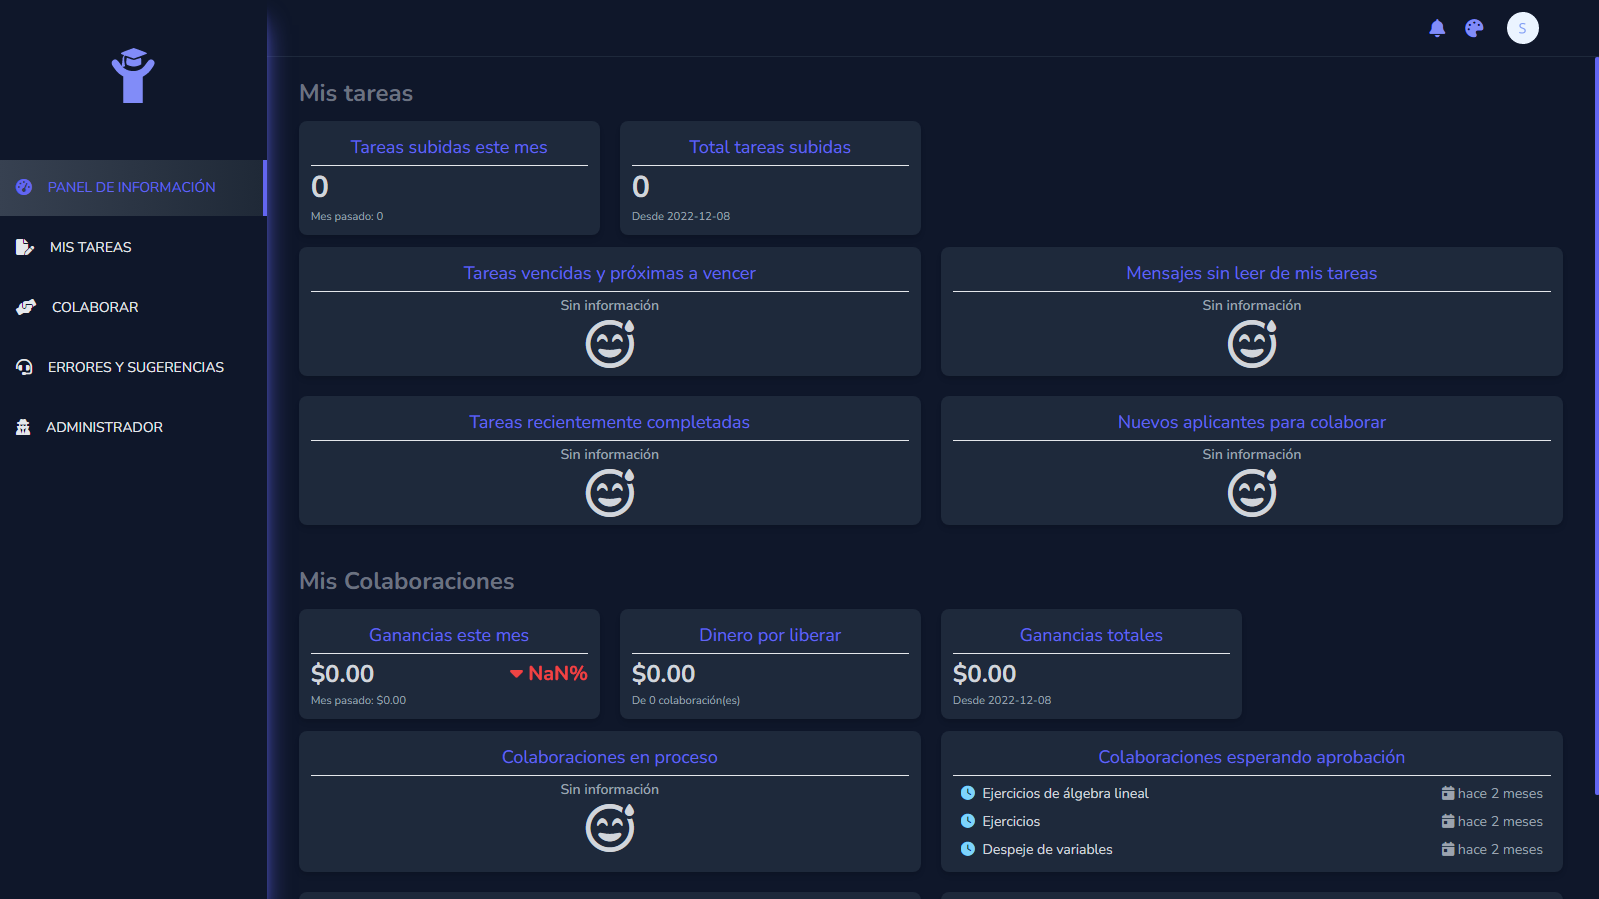 S
PANEL DE INFORMACIÓN
MIS TAREAS
COLABORAR
ERRORES Y SUGERENCIAS
ADMINISTRADOR
Mis tareas
Tareas subidas este mes
0
Mes pasado: 0
Total tareas subidas
0
Desde 2022-12-08
Tareas vencidas y próximas a vencer
Sin información
Mensajes sin leer de mis tareas
Sin información
Tareas recientemente completadas
Sin información
Nuevos aplicantes para colaborar
Sin información
Mis Colaboraciones
Ganancias este mes
$0.00 NaN%
Mes pasado: $0.00
Dinero por liberar
$0.00
De 0 colaboración(es)
Ganancias totales
$0.00
Desde 2022-12-08
Colaboraciones en proceso
Sin información
Colaboraciones esperando aprobación
Ejercicios de álgebra lineal hace 2 meses
Ejercicios hace 2 meses
Despeje de variables hace 2 meses